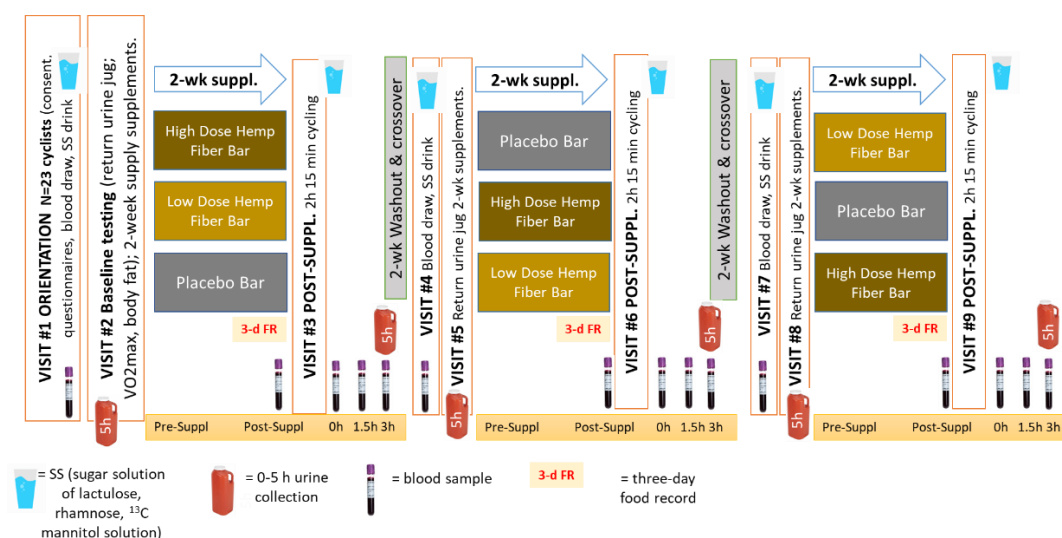 VISIT #1 ORIENTATION N=23 cyclists (consent.
questionnaires, blood draw, SS drink
VISIT #2 Baseline testing (return urine jug;
VO2max, body fat); 2-week supply supplements.
2-wk suppl.
High Dose Hemp
Fiber Bar
Low Dose Hemp
Fiber Bar
Placebo Bar
3-d FR
VISIT #3 POST-SUPPL. 2h 15 min cycling
5h
2-wk Washout & crossover
VISIT #4 Blood draw, SS drink
VISIT #5 Return urine jug 2-wk supplements.
2-wk suppl.
Placebo Bar
High Dose Hemp
Fiber Bar
Low Dose Hemp
Fiber Bar
3-d FR
VISIT #6 POST-SUPPL. 2h 15 min cycling
5h
2-wk Washout & crossover
VISIT #7 Blood draw, SS drink
VISIT #8 Return urine jug 2-wk supplements.
2-wk suppl.
Low Dose Hemp
Fiber Bar
Placebo Bar
High Dose Hemp
Fiber Bar
3-d FR
VISIT #9 POST-SUPPL. 2h 15 min cycling
5h
5h
Pre-Suppl Post-Suppl 0h 1.5h 3h
5h
Pre-Suppl Post-Suppl 0h 1.5h 3h
5h
Pre-Suppl Post-Suppl 0h 1.5h 3h
= SS (sugar solution
of lactulose,
rhamnose, ¹³C
mannitol solution)
= 0-5 h urine
collection
= blood sample
3-d FR
= three-day
food record